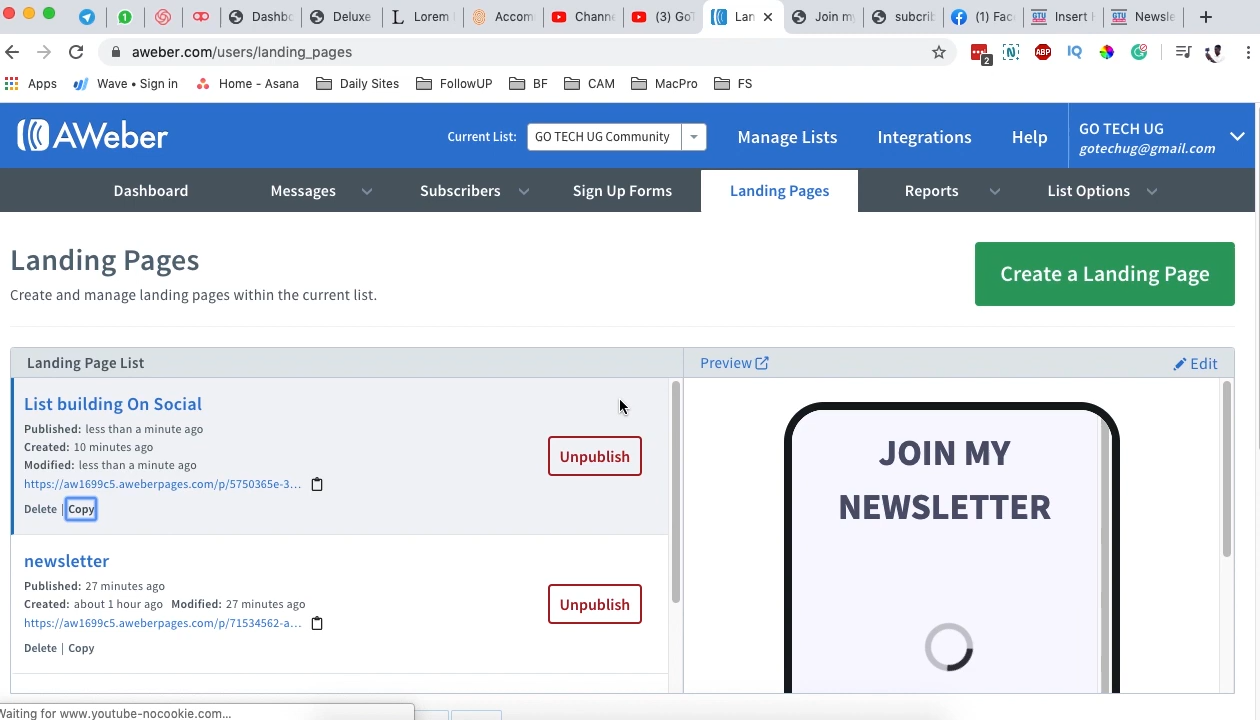 Dashbo
Deluxe
Lorem
Accom
Chann
(3) GoT
Lan
Join my
subcrib
(1) Fac
Insert
Newsle
aweber.com/users/landing_pages
2
ABP
IQ
Apps
Wave • Sign in
Home - Asana
Daily Sites
FollowUP
BF
CAM
MacPro
FS
AWeber
Current List:
GO TECH UG Community
Manage Lists
Integrations
Help
GO TECH UG
gotechug@gmail.com
Dashboard
Messages
Subscribers
Sign Up Forms
Landing Pages
Reports
List Options
Landing Pages
Create and manage landing pages within the current list.
Create a Landing Page
Landing Page List
Preview
Edit
List building On Social
Published: less than a minute ago
Created: 10 minutes ago
Modified: less than a minute ago
https://aw1699c5.aweberpages.com/p/5750365e-3...
Delete | Copy
Unpublish
newsletter
Published: 27 minutes ago
Created: about 1 hour ago Modified: 27 minutes ago
https://aw1699c5.aweberpages.com/p/71534562-a...
Delete | Copy
Unpublish
JOIN MY
NEWSLETTER
Waiting for www.youtube-nocookie.com...